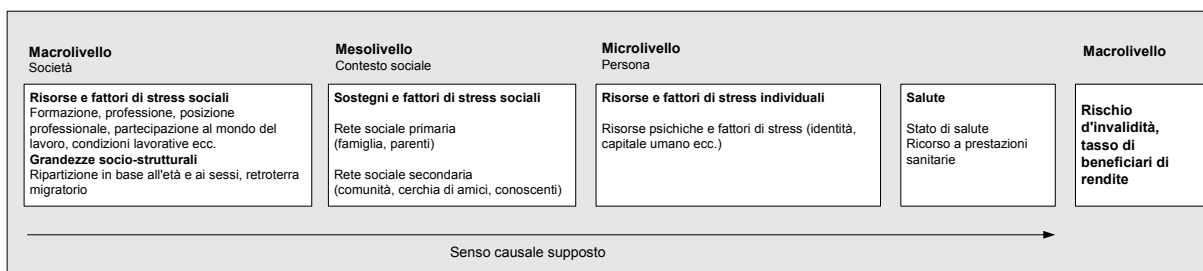 Macrolivello
Società
Risorse e fattori di stress sociali
Formazione, professione, posizione
professionale, partecipazione al mondo del
lavoro, condizioni lavorative ecc.
Grandezze socio-strutturali
Ripartizione in base all'età e ai sessi, retroterra
migratorio
Mesolivello
Contesto sociale
Sostegni e fattori di stress sociali
Rete sociale primaria
(famiglia, parenti)
Rete sociale secondaria
(comunità, cerchia di amici, conoscenti)
Microlivello
Persona
Risorse e fattori di stress individuali
Risorse psichiche e fattori di stress (identità,
capitale umano ecc.)
Salute
Stato di salute
Ricorso a prestazioni
sanitarie
Macrolivello
Rischio
d'invalidità,
tasso di
beneficiari di
rendite
Senso causale supposto